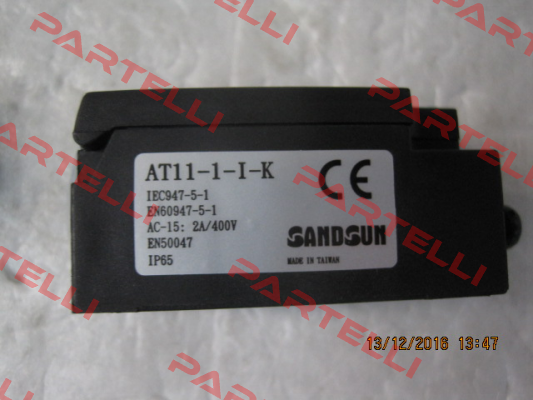 PARTELLI
PARTELLI
PARTELLI
AT11-1-I-K
CE
IEC947-5-1
EN60947-5-1
AC-15: 2A/400V
EN50047
IP65
SANDSUN
MADE IN TAIWAN
13/12/2016 13:47
PARTELLI
PARTELLI